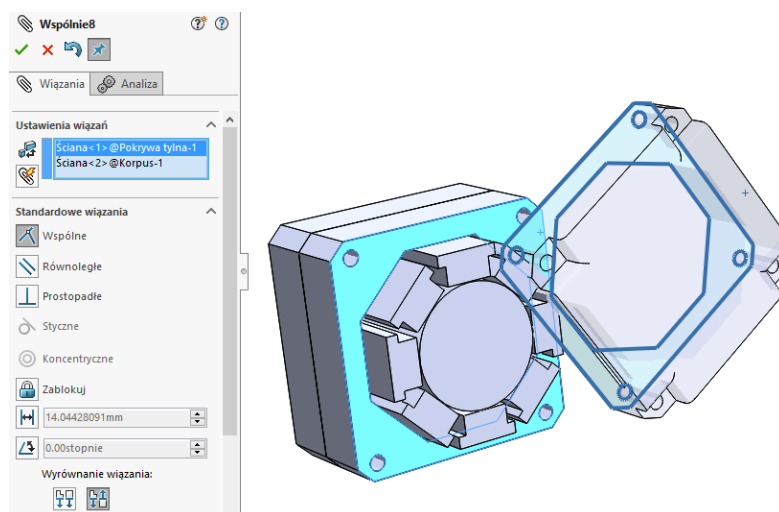 Wspólnie8
Wiązania
Analiza
Ustawienia wiązań
Ściana<1>@Pokrywa tylna-1
Ściana<2>@Korpus-1
Standardowe wiązania
Wspólne
Równoległe
Prostopadłe
Styczne
Koncentryczne
Zablokuj
14.04428091mm
0.00stopnie
Wyrównanie wiązania: